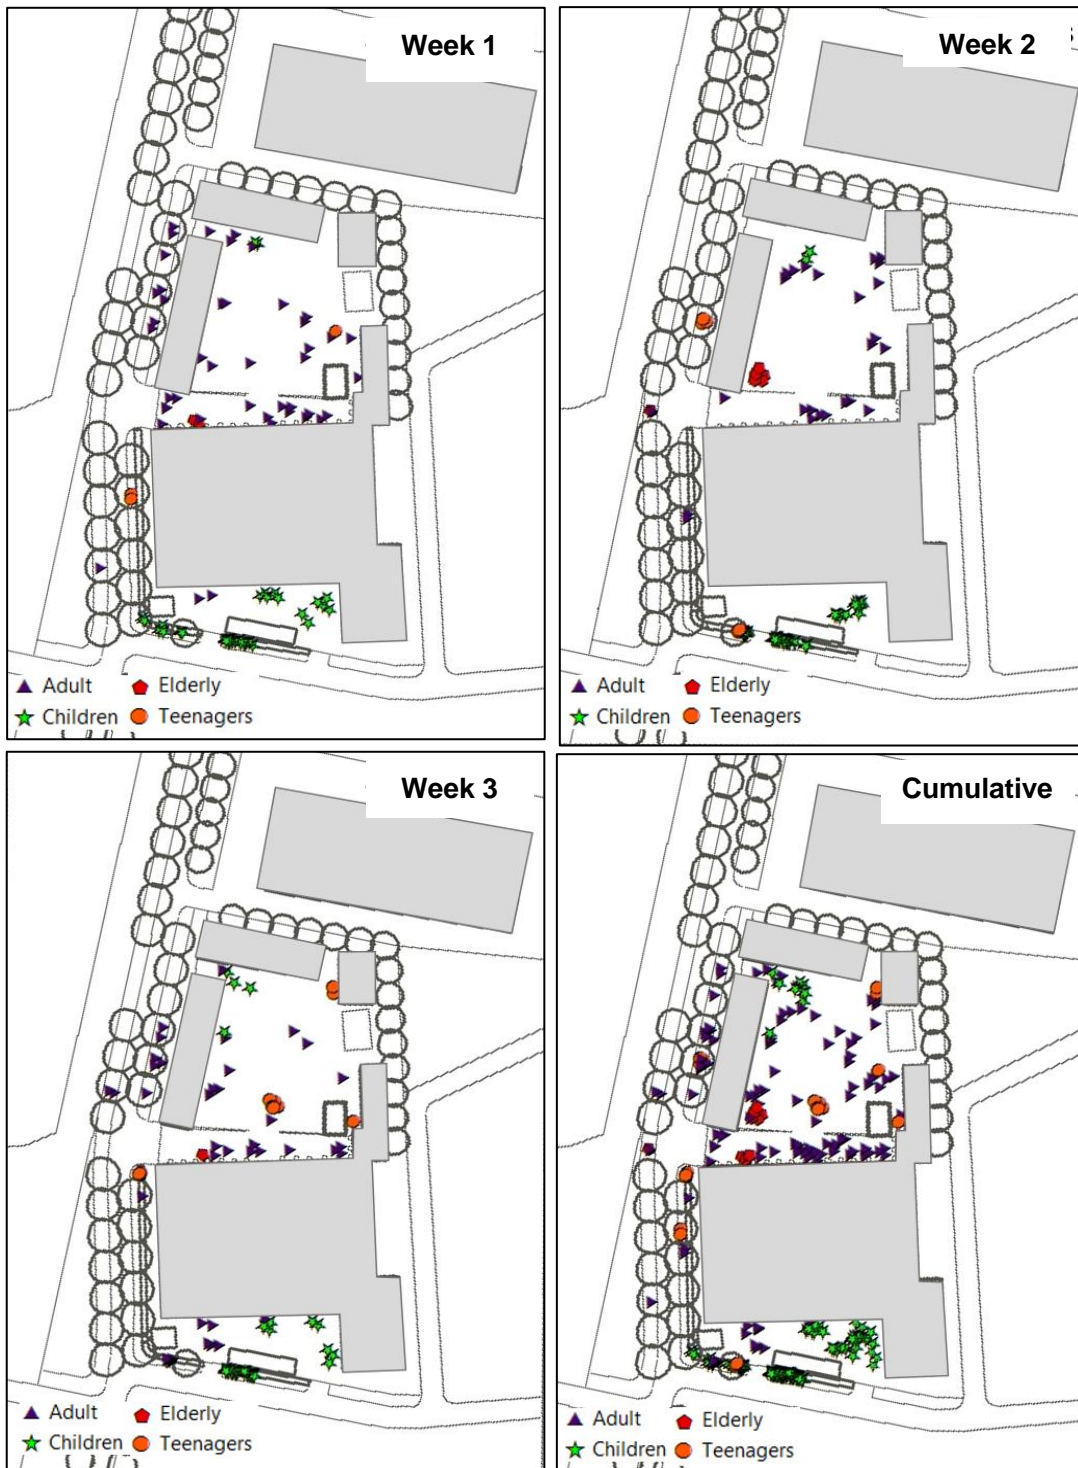 Week 1
Adult Elderly
Children Teenagers
Week 2
Adult Elderly
Children Teenagers
Week 3
Adult Elderly
Children Teenagers
Cumulative
Adult Elderly
Children Teenagers